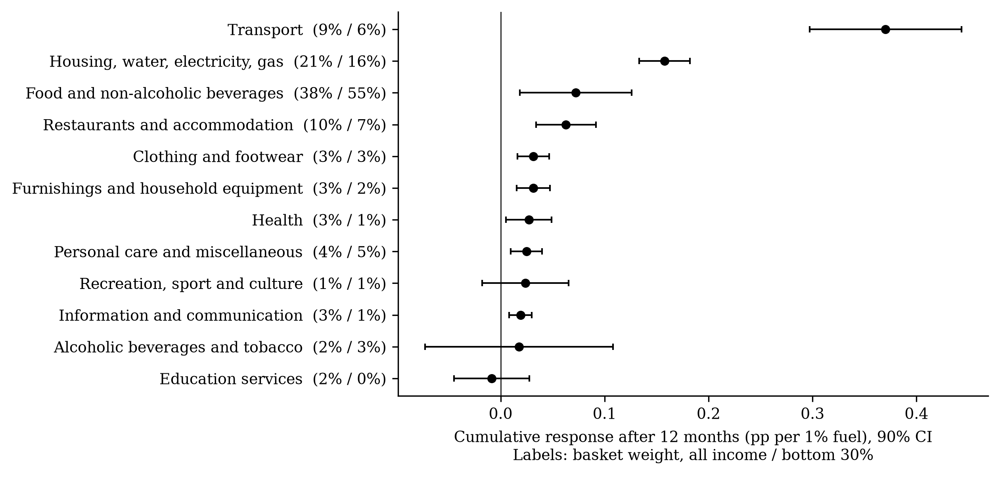 Transport  (9% / 6%)
Housing, water, electricity, gas  (21% / 16%)
Food and non-alcoholic beverages  (38% / 55%)
Restaurants and accommodation  (10% / 7%)
Clothing and footwear  (3% / 3%)
Furnishings and household equipment  (3% / 2%)
Health  (3% / 1%)
Personal care and miscellaneous  (4% / 5%)
Recreation, sport and culture  (1% / 1%)
Information and communication  (3% / 1%)
Alcoholic beverages and tobacco  (2% / 3%)
Education services  (2% / 0%)
0.0 0.1 0.2 0.3 0.4
Cumulative response after 12 months (pp per 1% fuel), 90% CI
Labels: basket weight, all income / bottom 30%